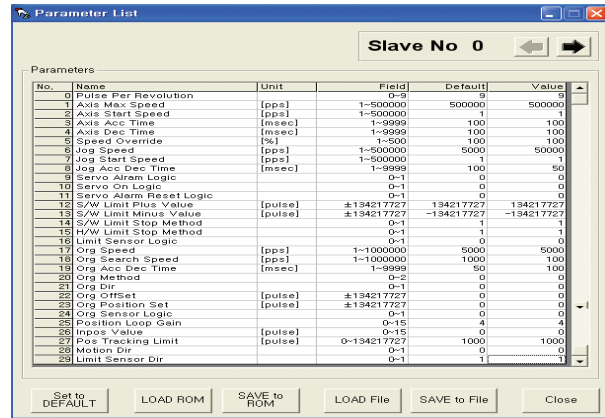 Parameter List
Slave No 0
Parameters
No, Name Unit Field Default Value
0 Pulse Per Revolution 0~9 9 9
1 Axis Max Speed [pps] 1~500000 500000 500000
2 Axis Start Speed [pps] 1~500000 1 1
3 Axis Acc Time [msec] 1~9999 100 100
4 Axis Dec Time [msec] 1~9999 100 100
5 Speed Override [%] 1~500 100 100
6 Jog Speed [pps] 1~500000 5000 50000
7 Jog Start Speed [pps] 1~500000 1 1
8 Jog Acc Dec Time [msec] 1~9999 100 50
9 Servo Alram Logic 0~1 0 0
10 Servo On Logic 0~1 0 0
11 Servo Alarm Reset Logic 0~1 0 0
12 S/W Limit Plus Value [pulse] ±134217727 134217727 134217727
13 S/W Limit Minus Value [pulse] ±134217727 -134217727 -134217727
14 S/W Limit Stop Method 0~1 1 1
15 H/W Limit Stop Method 0~1 1 1
16 Limit Sensor Logic 0~1 0 0
17 Org Speed [pps] 1~1000000 5000 5000
18 Org Search Speed [pps] 1~1000000 1000 100
19 Org Acc Dec Time [msec] 1~9999 50 100
20 Org Method 0~2 0 0
21 Org Dir 0~1 0 0
22 Org OffSet [pulse] ±134217727 0 0
23 Org Position Set [pulse] ±134217727 0 0
24 Org Sensor Logic 0~1 0 0
25 Position Loop Gain 0~15 4 4
26 Inpos Value [pulse] 0~15 0 0
27 Pos Tracking Limit [pulse] 0~134217727 1000 1000
28 Motion Dir 0~1 0 0
29 Limit Sensor Dir 0~1 1 1
Set to DEFAULT
LOAD ROM
SAVE to ROM
LOAD File
SAVE to File
Close